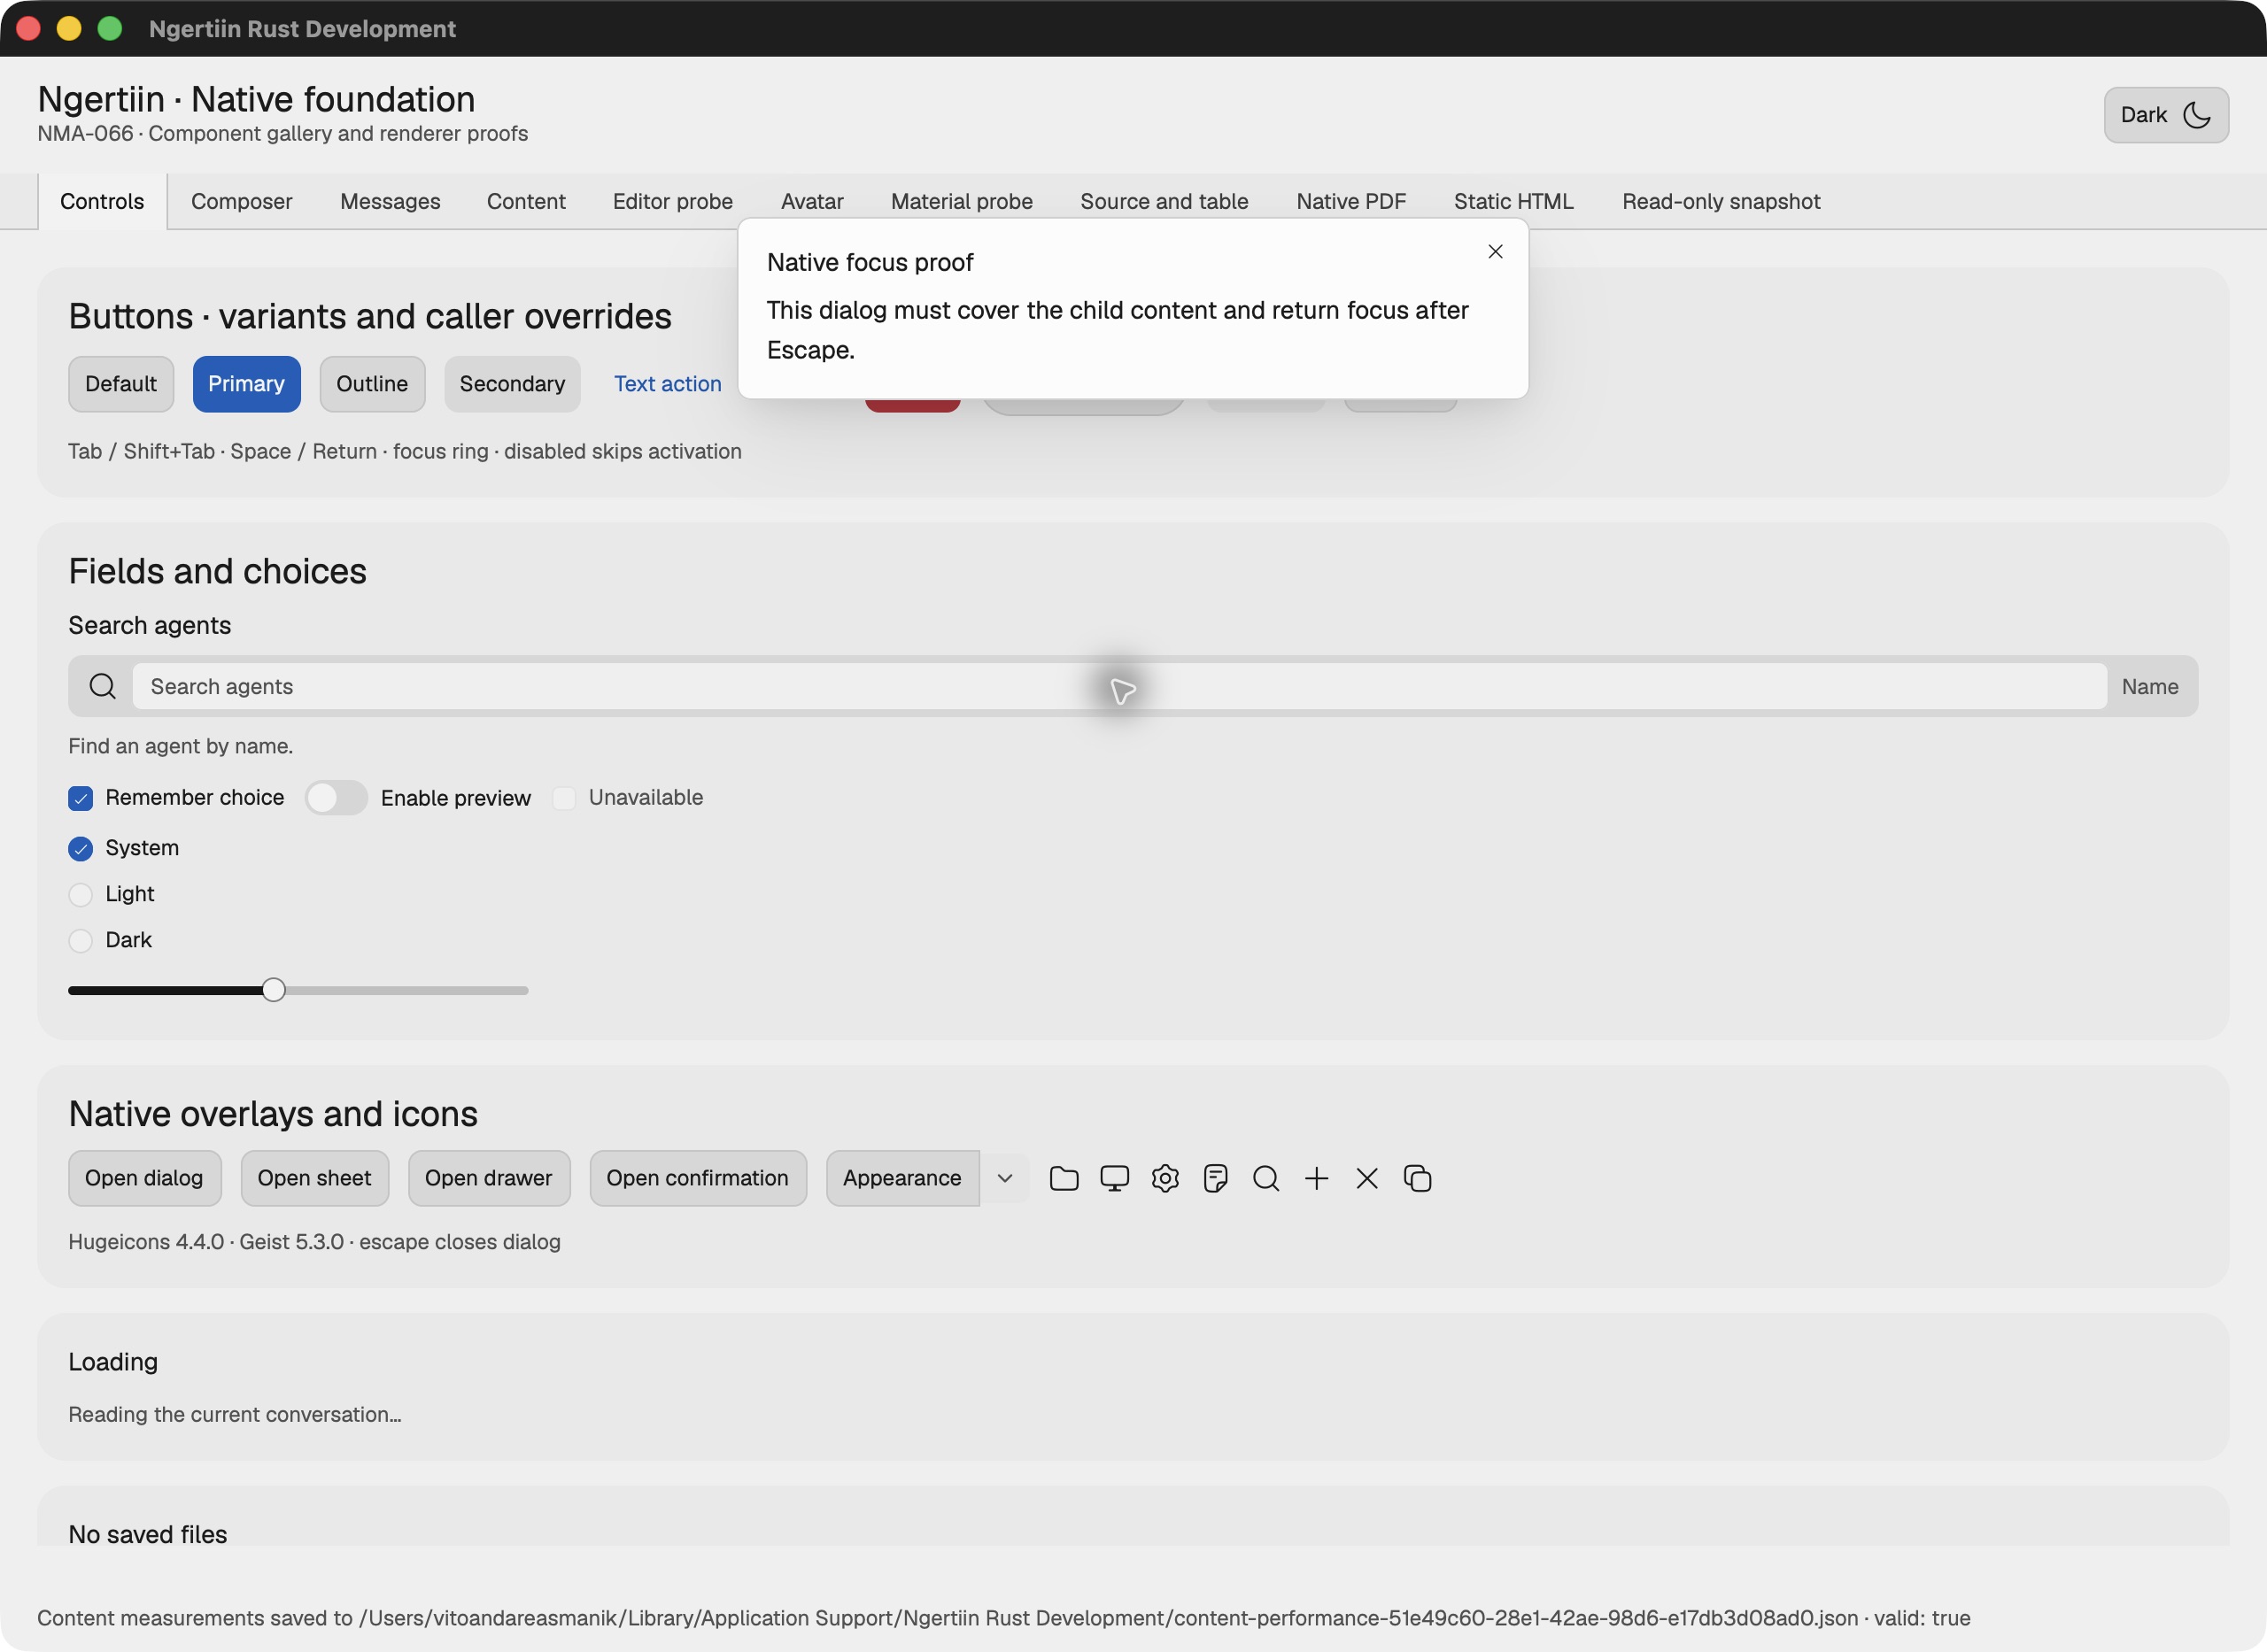 Ngertiin Rust Development
Ngertiin · Native foundation
NMA-066 · Component gallery and renderer proofs
Dark
Controls
Composer
Messages
Content
Editor probe
Avatar
Material probe
Source and table
Native PDF
Static HTML
Read-only snapshot
Native focus proof
This dialog must cover the child content and return focus after
Escape.
Buttons · variants and caller overrides
Default
Primary
Outline
Secondary
Text action
Tab / Shift+Tab · Space / Return · focus ring · disabled skips activation
Fields and choices
Search agents
Search agents
Name
Find an agent by name.
Remember choice
Enable preview
Unavailable
System
Light
Dark
Native overlays and icons
Open dialog
Open sheet
Open drawer
Open confirmation
Appearance
Hugeicons 4.4.0 · Geist 5.3.0 · escape closes dialog
Loading
Reading the current conversation…
No saved files
Content measurements saved to /Users/vitoandareasmanik/Library/Application Support/Ngertiin Rust Development/content-performance-51e49c60-28e1-42ae-98d6-e17db3d08ad0.json · valid: true